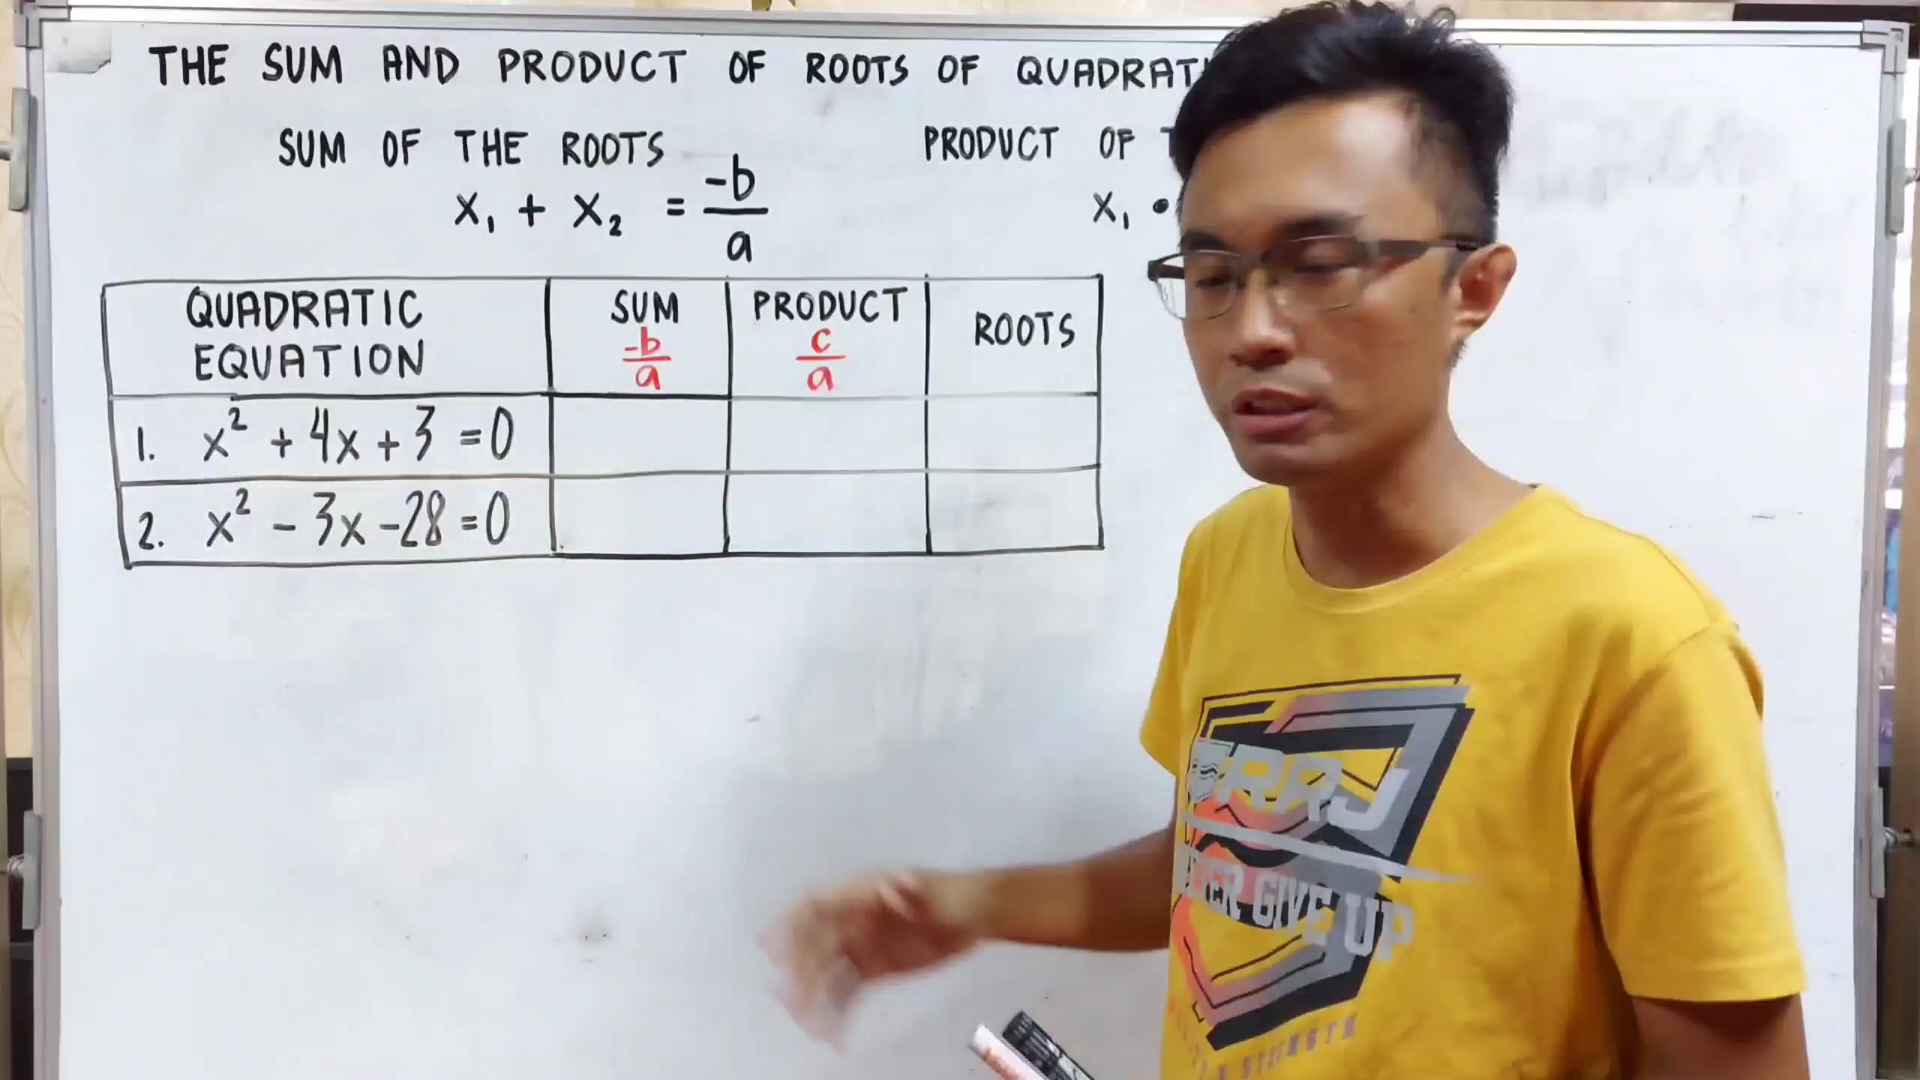 THE SUM AND PRODUCT OF ROOTS OF QUADRAT
SUM OF THE ROOTS
x₁ + x₂ = -b/a
PRODUCT OF
x₁ •
QUADRATIC EQUATION
SUM
-b/a
PRODUCT
c/a
ROOTS
1. x² + 4x + 3 = 0
2. x² - 3x - 28 = 0
GIVE UP